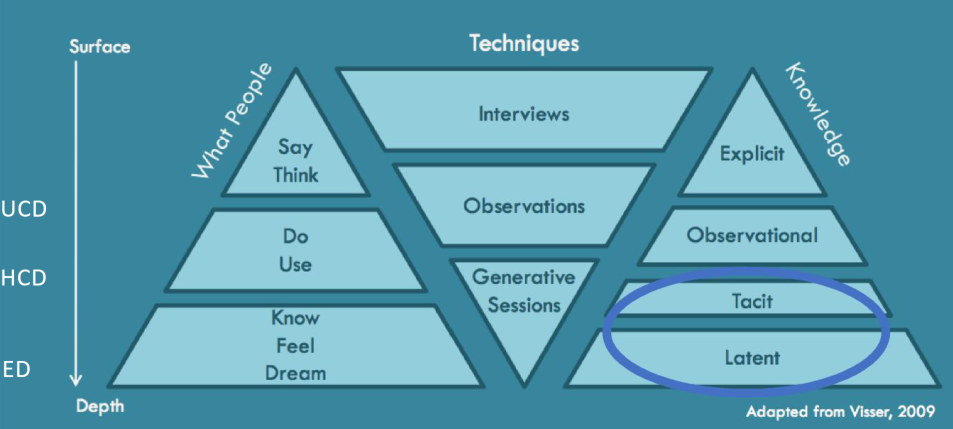 Surface
Techniques
What People
Knowledge
Say
Think
Interviews
Explicit
UCD
Do
Use
Observations
Observational
HCD
Know
Feel
Dream
Generative
Sessions
Tacit
Latent
ED
Depth
Adapted from Visser, 2009